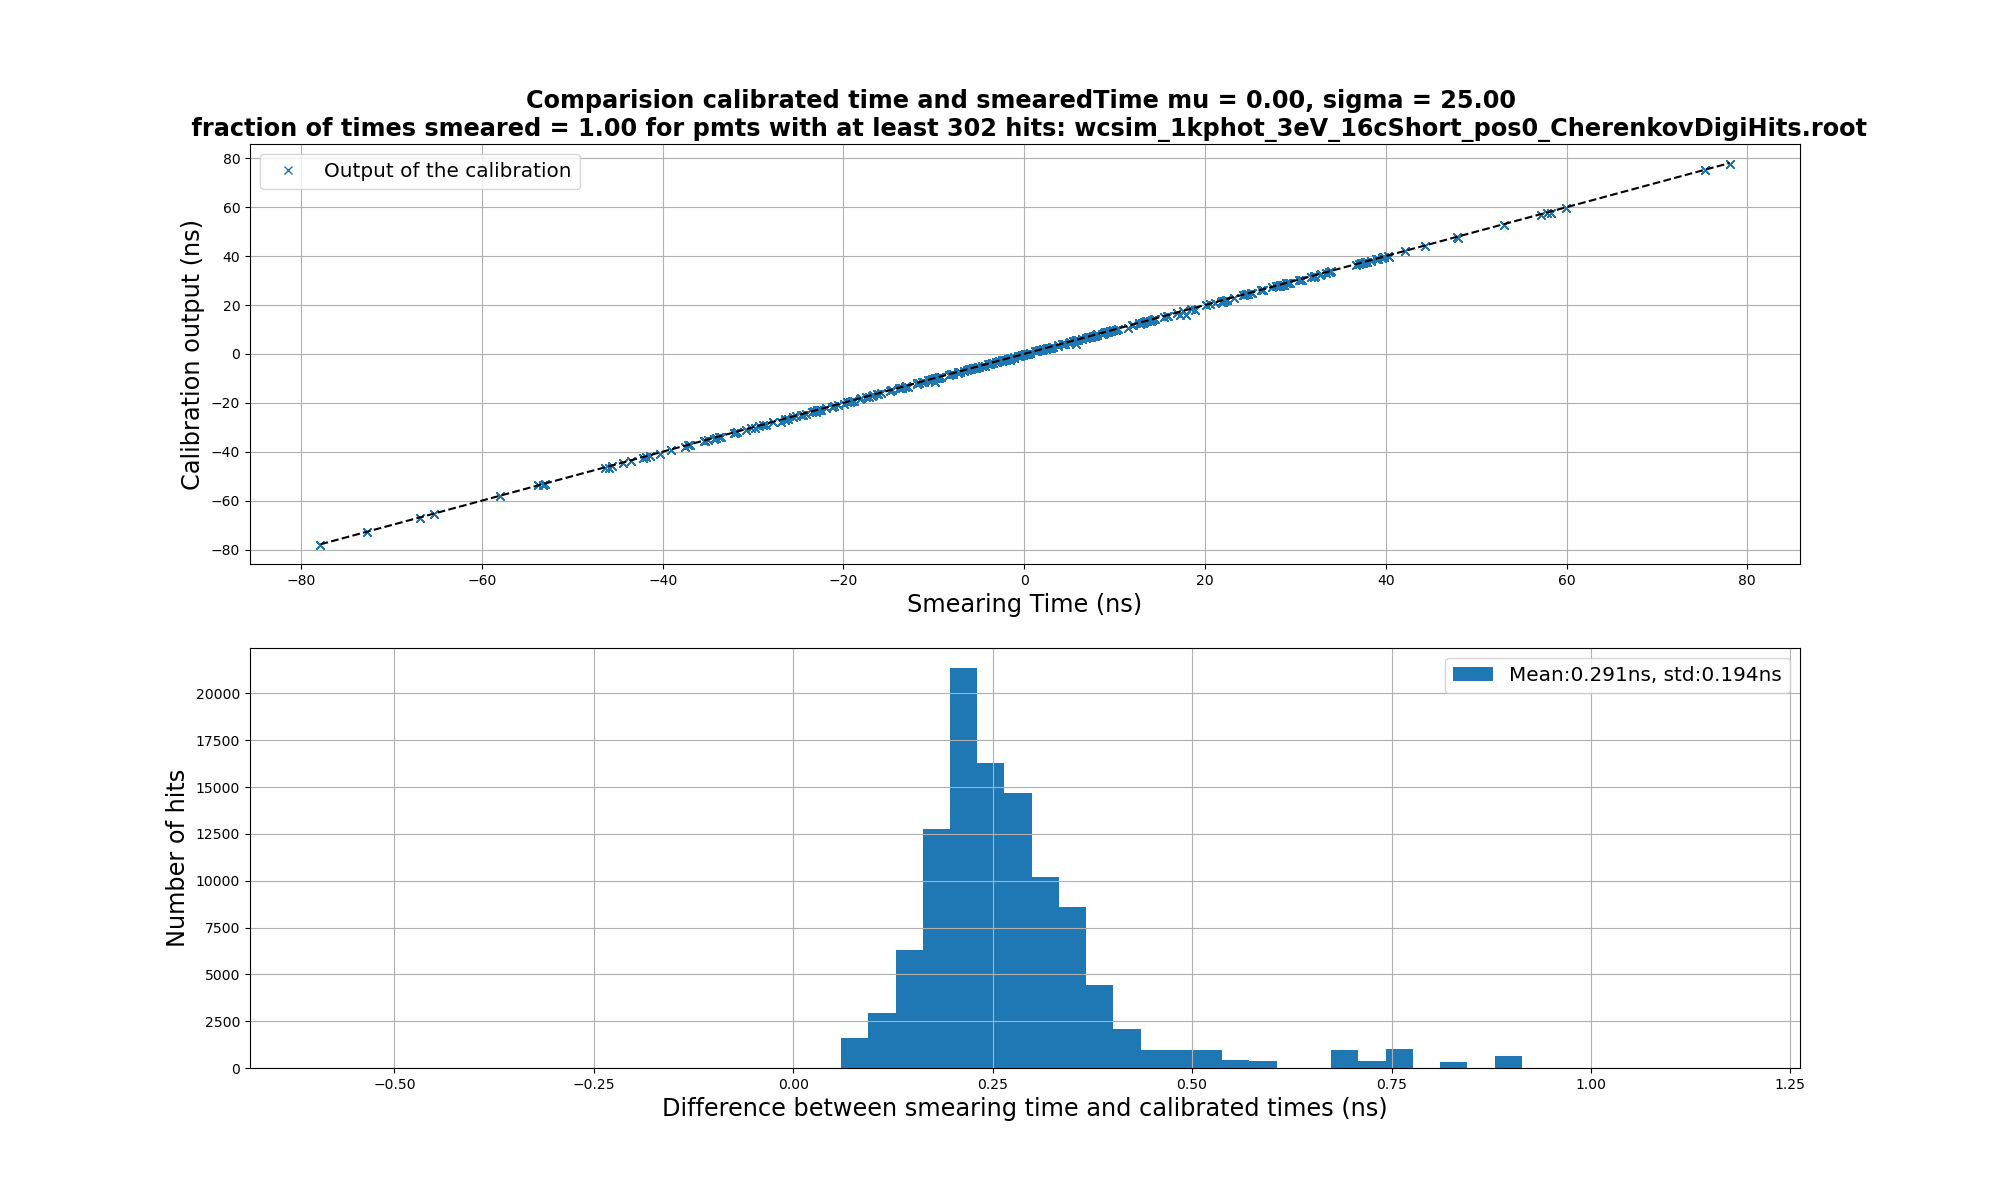 Comparision calibrated time and smearedTime mu = 0.00, sigma = 25.00
fraction of times smeared = 1.00 for pmts with at least 302 hits: wcsim_1kphot_3eV_16cShort_pos0_CherenkovDigiHits.root
Output of the calibration
Calibration output (ns)
80
60
40
20
0
−20
−40
−60
−80
−80 −60 −40 −20 0 20 40 60 80
Smearing Time (ns)
Mean:0.291ns, std:0.194ns
Number of hits
20000
17500
15000
12500
10000
7500
5000
2500
0
−0.50 −0.25 0.00 0.25 0.50 0.75 1.00 1.25
Difference between smearing time and calibrated times (ns)